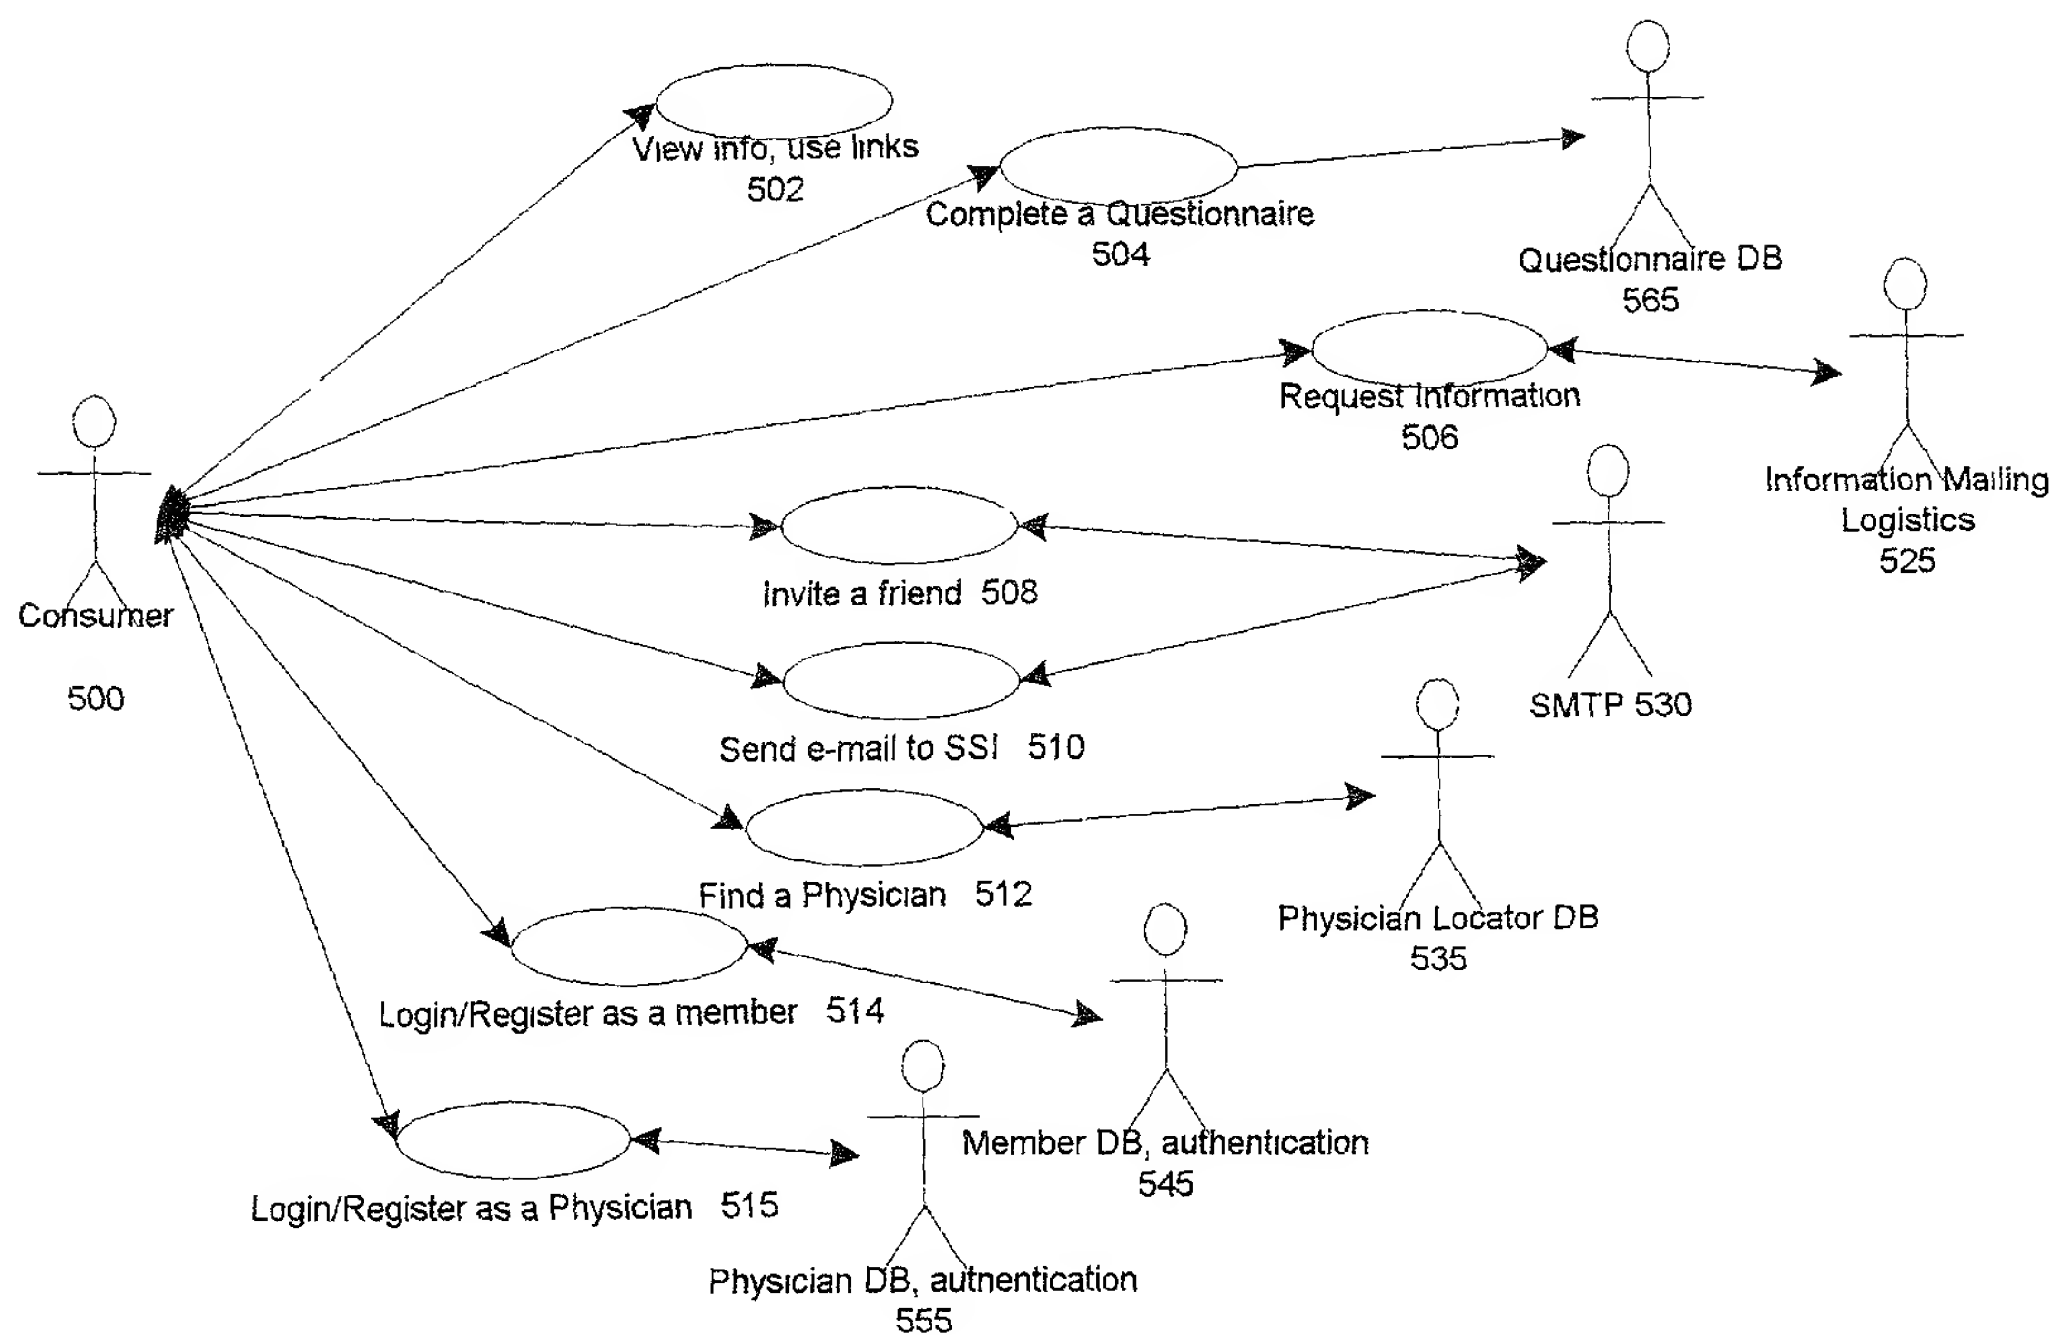 View info, use links
502
Complete a Questionnaire
504
Questionnaire DB
565
Request Information
506
Information Mailing
Logistics
525
Consumer
500
Invite a friend 508
SMTP 530
Send e-mail to SSI 510
Find a Physician 512
Physician Locator DB
535
Login/Register as a member 514
Member DB, authentication
545
Login/Register as a Physician 515
Physician DB, authentication
555